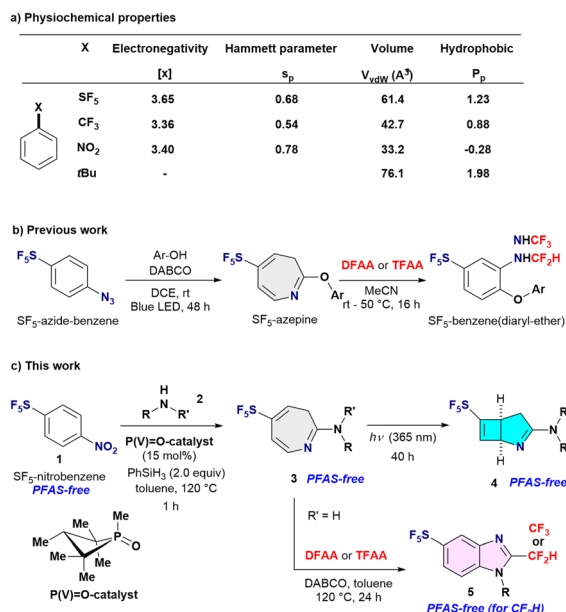 a) Physiochemical properties
X Electronegativity Hammett parameter Volume Hydrophobic
[x] sp VvdW (A3) Pp
X
SF5 3.65 0.68 61.4 1.23
CF3 3.36 0.54 42.7 0.88
NO2 3.40 0.78 33.2 -0.28
tBu - 76.1 1.98
b) Previous work
F5S
N3
SF5-azide-benzene
Ar-OH
DABCO
DCE, rt
Blue LED, 48 h
F5S
N
O
Ar
SF5-azepine
DFAA or TFAA
MeCN
rt - 50 °C, 16 h
NHCF3
F5S
NHCF2H
O
Ar
SF5-benzene(diaryl-ether)
c) This work
F5S
NO2
1
SF5-nitrobenzene
PFAS-free
H
N
R R'
2
P(V)=O-catalyst
(15 mol%)
PhSiH3 (2.0 equiv)
toluene, 120 °C
1 h
F5S
R'
N
N
R
3 PFAS-free
hν (365 nm)
40 h
F5S
H
R'
N
N
R
H
4 PFAS-free
Me
Me
Me
P
O
Me
Me
Me
P(V)=O-catalyst
R' = H
DFAA or TFAA
DABCO, toluene
120 °C, 24 h
F5S
N
N
R
CF3
or
CF2H
5
PFAS-free (for CF2H)